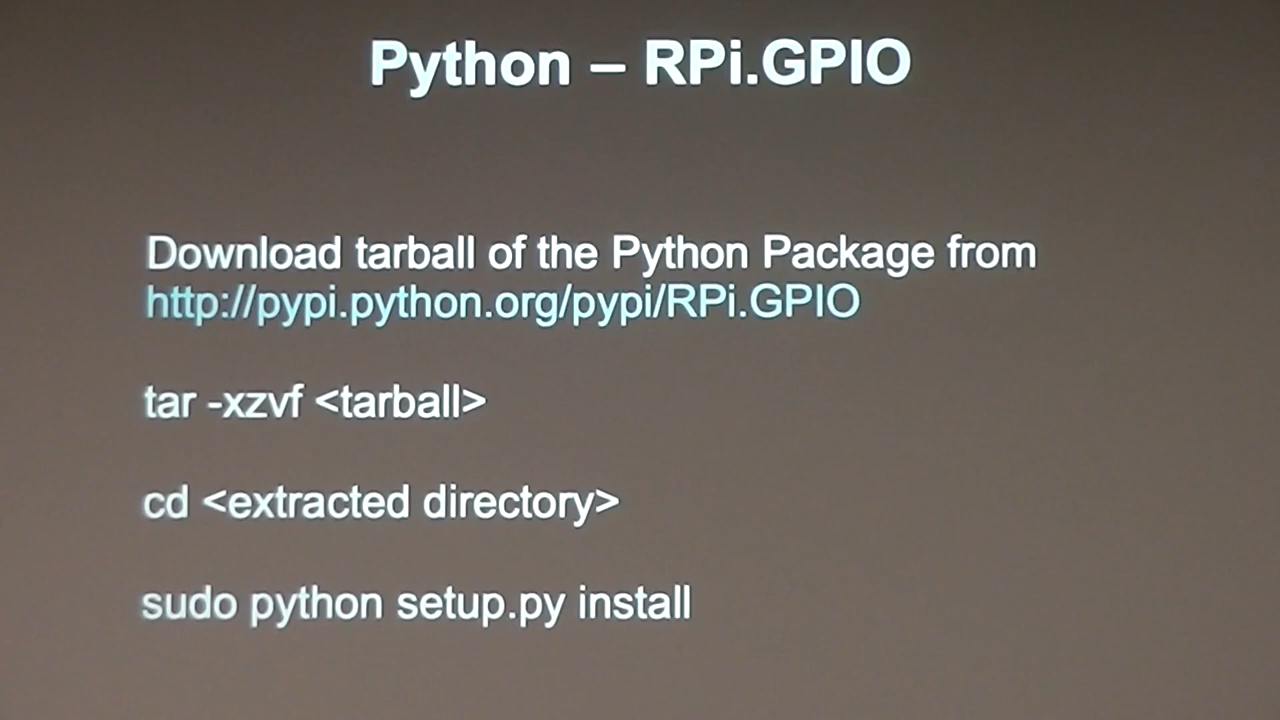 Python – RPi.GPIO
Download tarball of the Python Package from
http://pypi.python.org/pypi/RPi.GPIO
tar -xzvf <tarball>
cd <extracted directory>
sudo python setup.py install